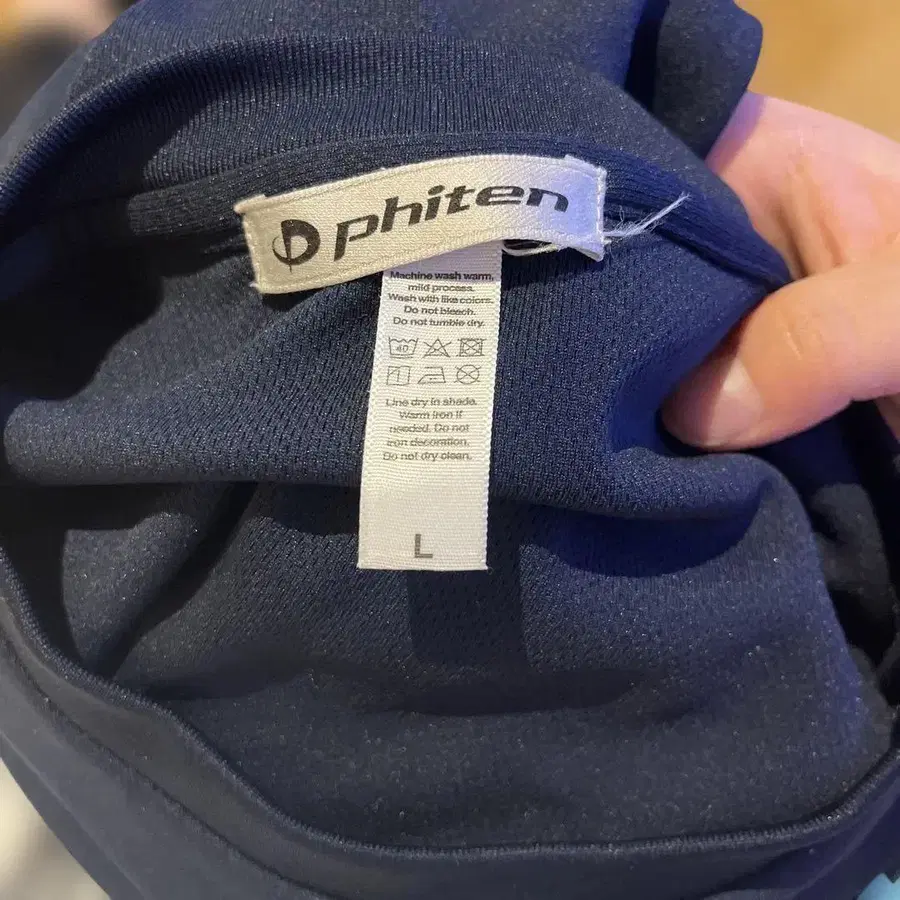 phiten
Machine wash warm,
mild process.
Wash with like colors.
Do not bleach.
Do not tumble dry.
40
Line dry in shade.
Warm iron if
needed. Do not
iron decoration.
Do not dry clean.
L